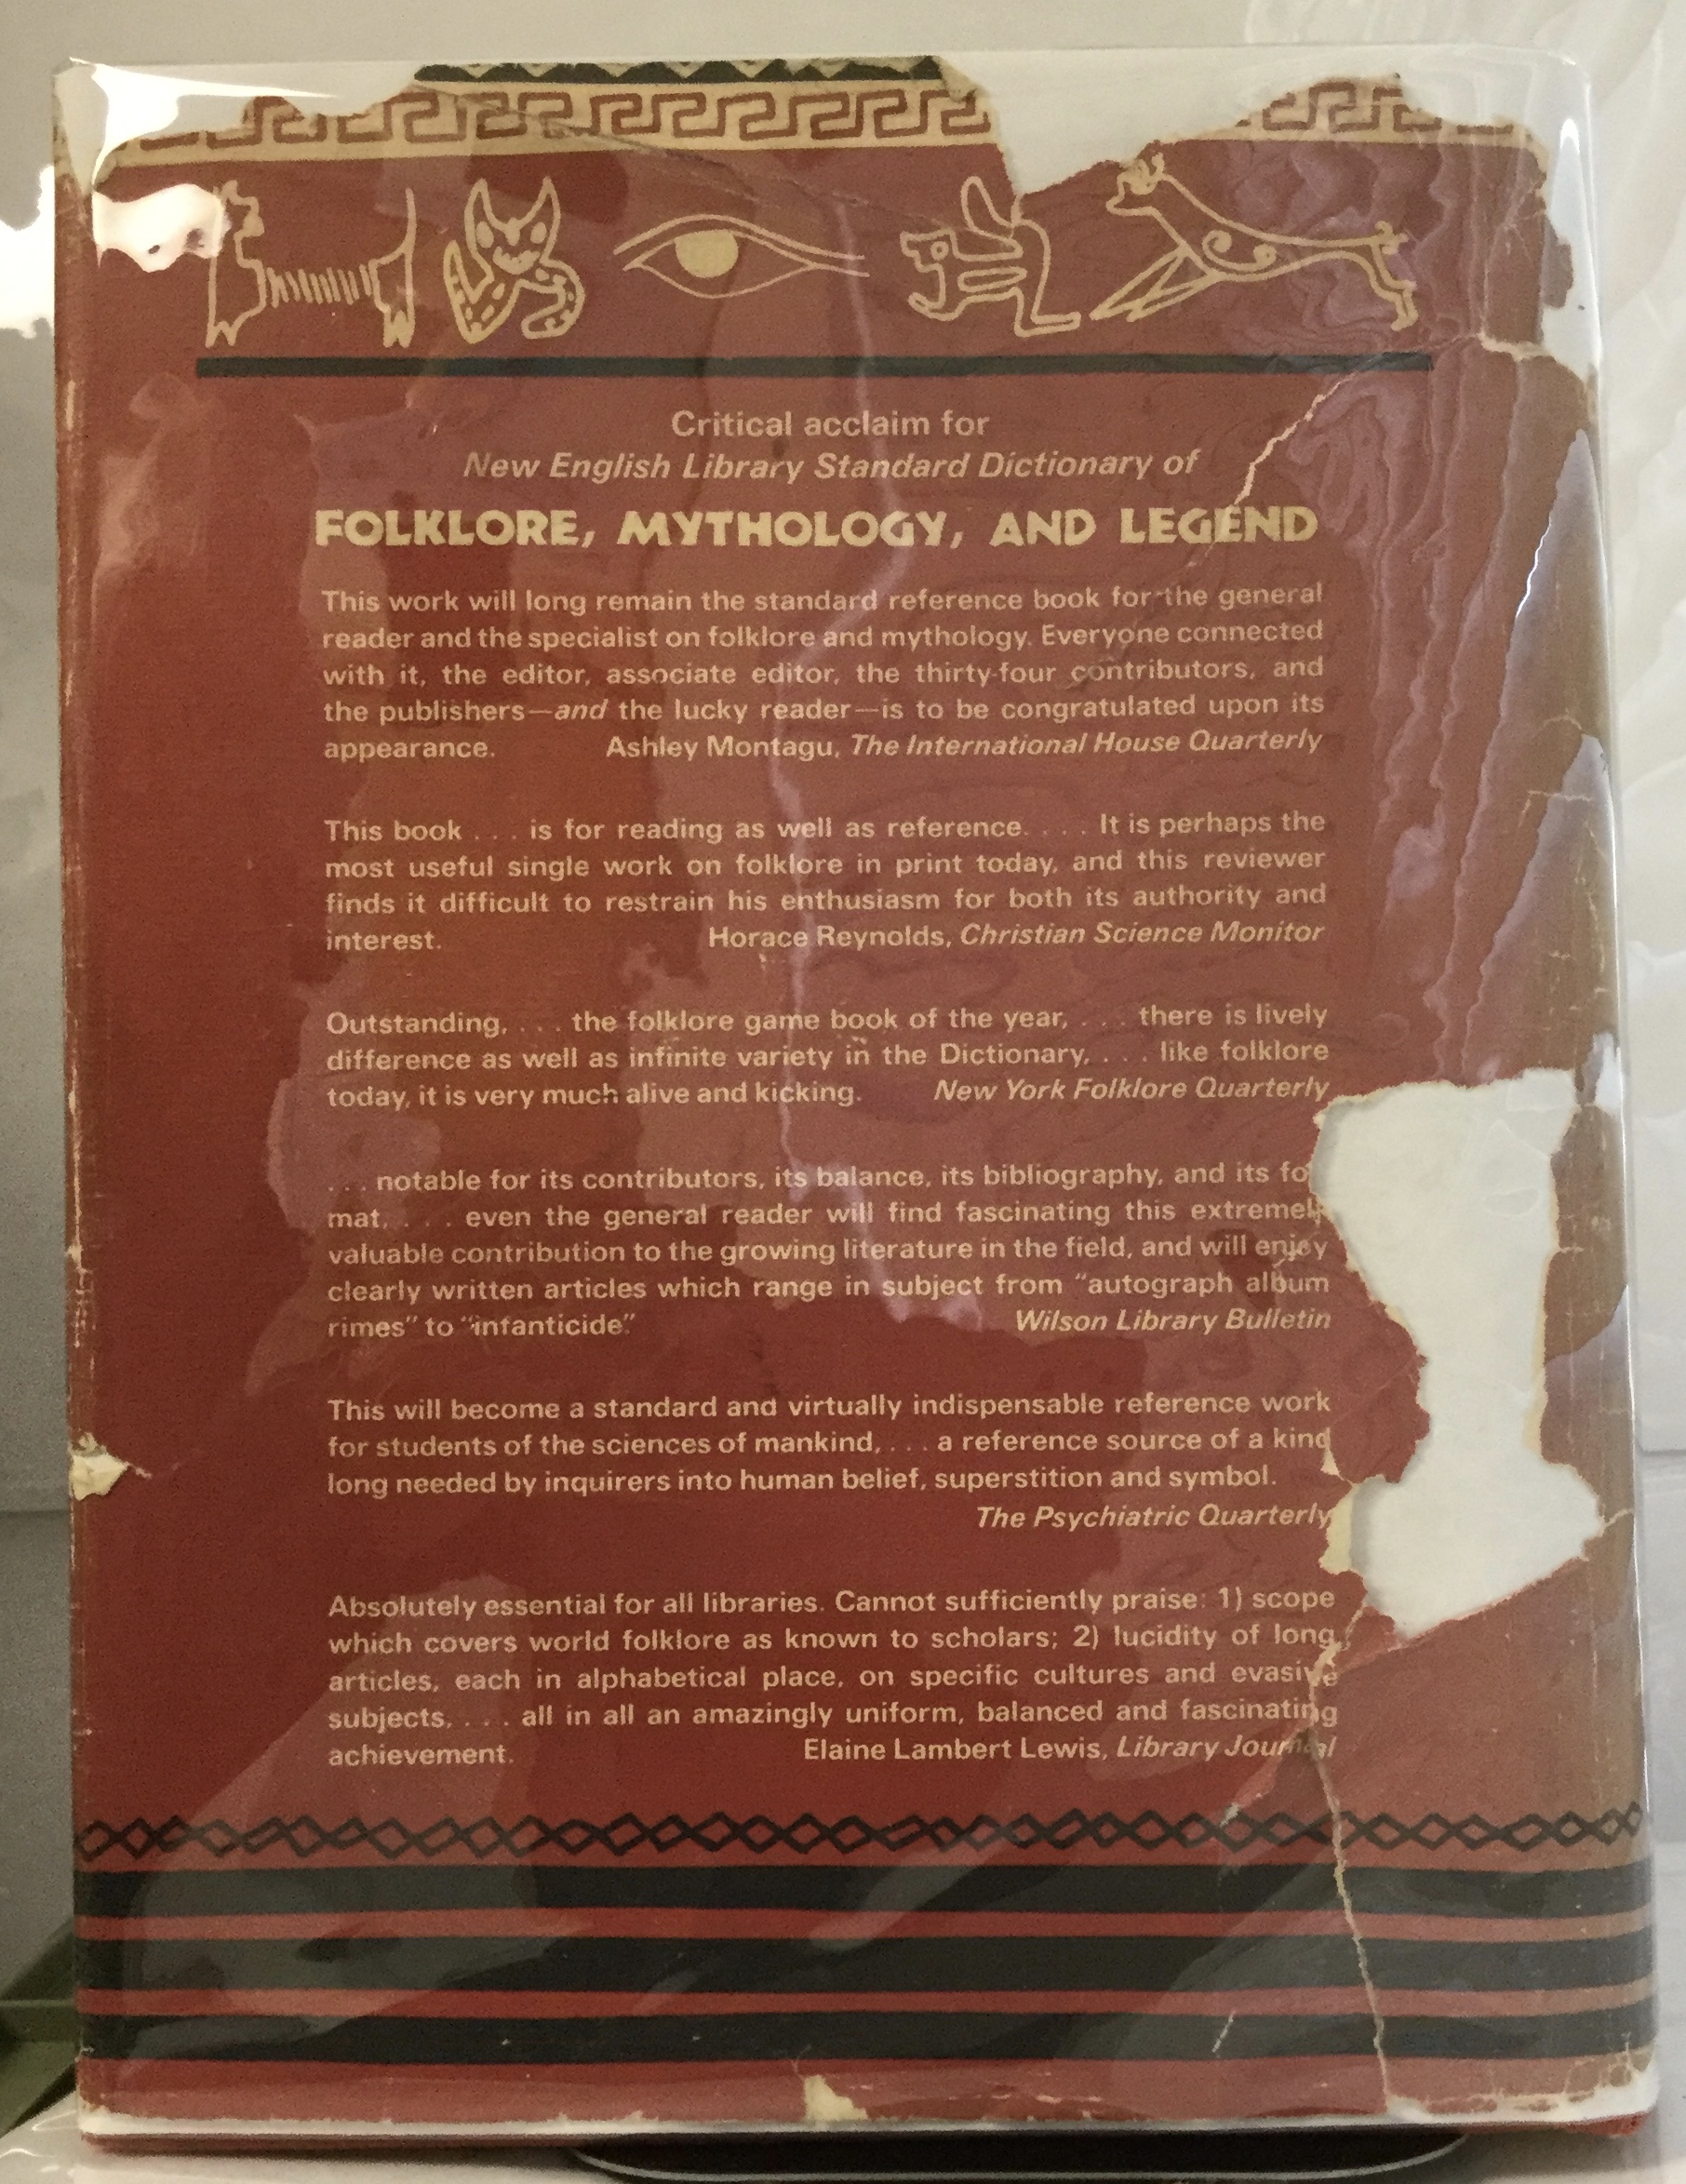 Critical acclaim for
New English Library Standard Dictionary of
FOLKLORE, MYTHOLOGY, AND LEGEND
This work will long remain the standard reference book for the general
reader and the specialist on folklore and mythology. Everyone connected
with it, the editor, associate editor, the thirty-four contributors, and
the publishers—and the lucky reader—is to be congratulated upon its
appearance. Ashley Montagu, The International House Quarterly
This book . . . is for reading as well as reference. . . . It is perhaps the
most useful single work on folklore in print today, and this reviewer
finds it difficult to restrain his enthusiasm for both its authority and
interest. Horace Reynolds, Christian Science Monitor
Outstanding, . . . the folklore game book of the year, . . . there is lively
difference as well as infinite variety in the Dictionary, . . . like folklore
today, it is very much alive and kicking. New York Folklore Quarterly
. . . notable for its contributors, its balance, its bibliography, and its fo
mat, . . . even the general reader will find fascinating this extremely
valuable contribution to the growing literature in the field, and will enjoy
clearly written articles which range in subject from "autograph album
rimes" to "infanticide." Wilson Library Bulletin
This will become a standard and virtually indispensable reference work
for students of the sciences of mankind, . . . a reference source of a kind
long needed by inquirers into human belief, superstition and symbol.
The Psychiatric Quarterly
Absolutely essential for all libraries. Cannot sufficiently praise: 1) scope
which covers world folklore as known to scholars; 2) lucidity of long
articles, each in alphabetical place, on specific cultures and evasive
subjects, . . . all in all an amazingly uniform, balanced and fascinating
achievement. Elaine Lambert Lewis, Library Journal